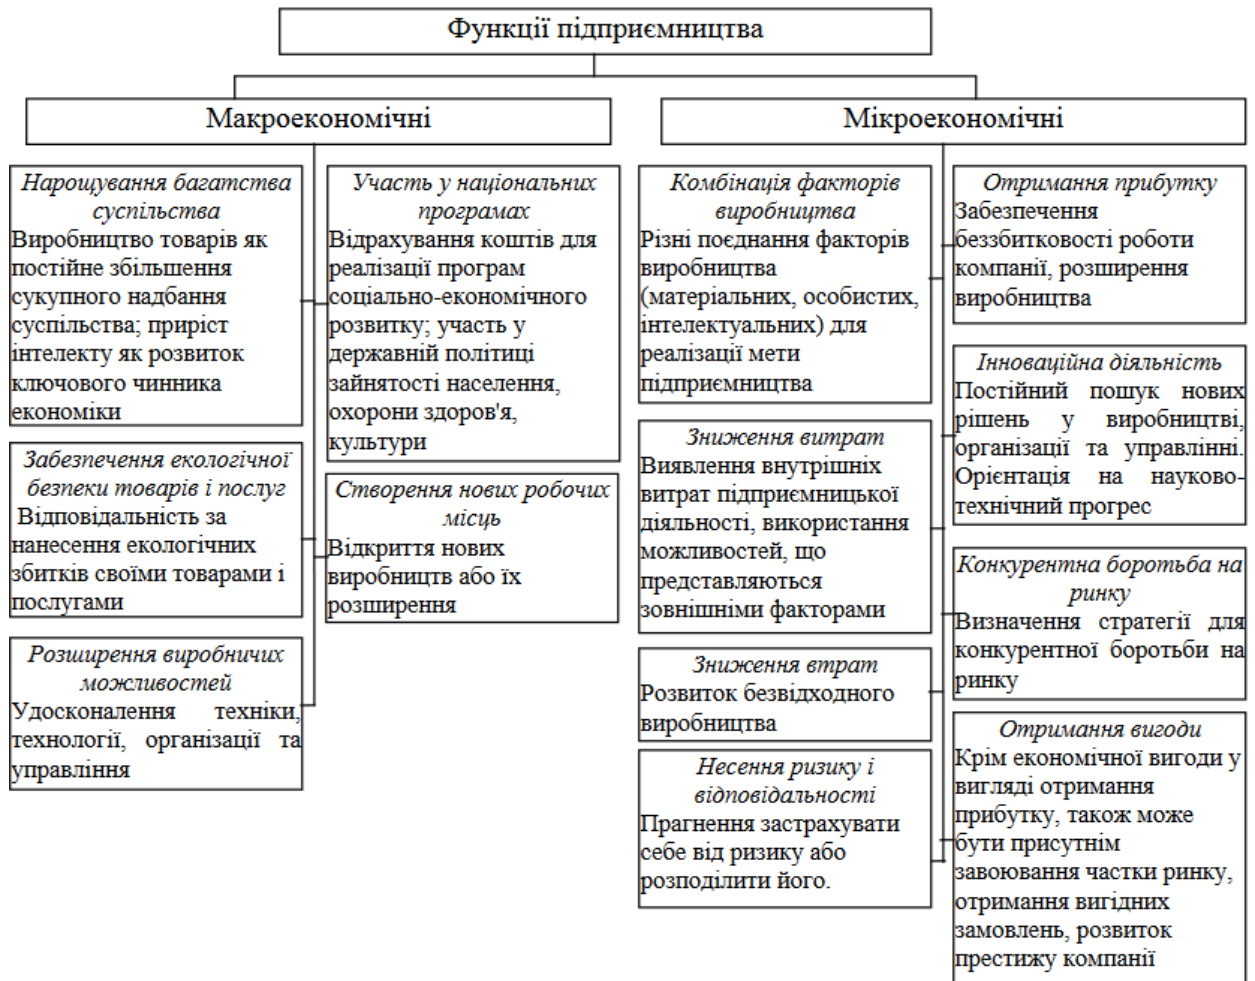 Функції підприємництва
Макроекономічні
Нарощування багатства
суспільства
Виробництво товарів як
постійне збільшення
сукупного надбання
суспільства; приріст
інтелекту як розвиток
ключового чинника
економіки
Забезпечення екологічної
безпеки товарів і послуг
Відповідальність за
нанесення екологічних
збитків своїми товарами і
послугами
Розширення виробничих
можливостей
Удосконалення техніки,
технології, організації та
управління
Участь у національних
програмах
Відрахування коштів для
реалізації програм
соціально-економічного
розвитку; участь у
державній політиці
зайнятості населення,
охорони здоров'я,
культури
Створення нових робочих
місць
Відкриття нових
виробництв або їх
розширення
Мікроекономічні
Комбінація факторів
виробництва
Різні поєднання факторів
виробництва
(матеріальних, особистих,
інтелектуальних) для
реалізації мети
підприємництва
Зниження витрат
Виявлення внутрішніх
витрат підприємницької
діяльності, використання
можливостей, що
представляються
зовнішніми факторами
Зниження втрат
Розвиток безвідходного
виробництва
Несення ризику і
відповідальності
Прагнення застрахувати
себе від ризику або
розподілити його.
Отримання прибутку
Забезпечення
беззбитковості роботи
компанії, розширення
виробництва
Інноваційна діяльність
Постійний пошук нових
рішень у виробництві,
організації та управлінні.
Орієнтація на науково-
технічний прогрес
Конкурентна боротьба на
ринку
Визначення стратегії для
конкурентної боротьби на
ринку
Отримання вигоди
Крім економічної вигоди у
вигляді отримання
прибутку, також може
бути присутнім
завоювання частки ринку,
отримання вигідних
замовлень, розвиток
престижу компанії